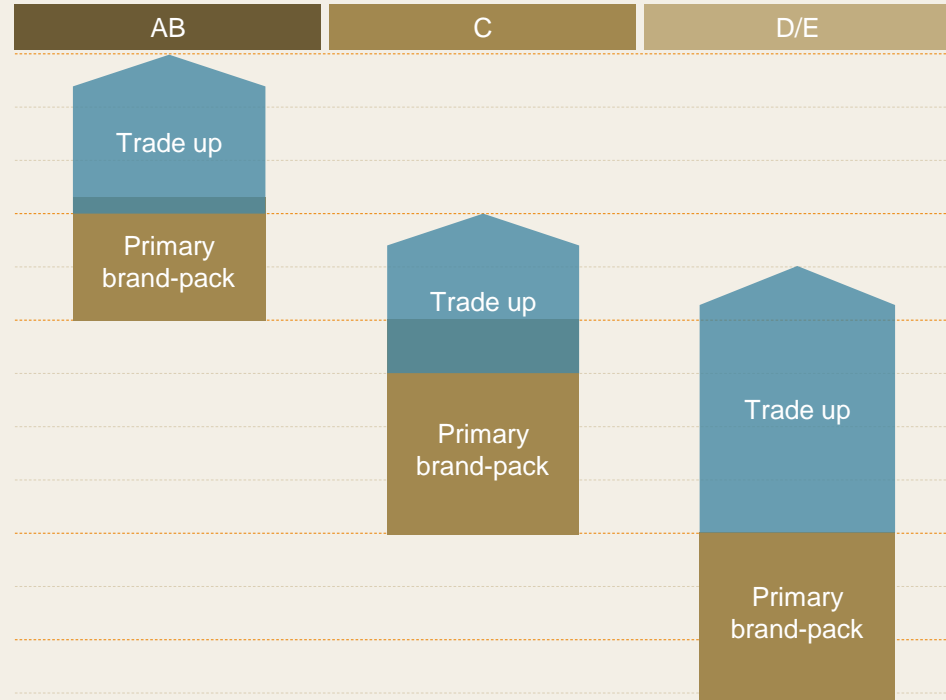 AB
C
D/E
Trade up
Primary
brand-pack
Trade up
Primary
brand-pack
Trade up
Primary
brand-pack